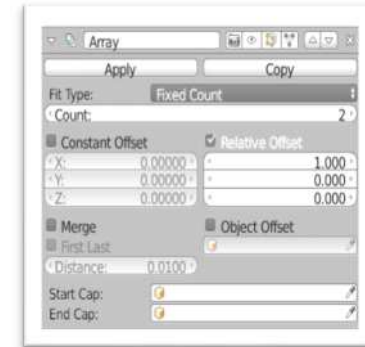 Array
Apply Copy
Fit Type: Fixed Count
Count: 2
Constant Offset Relative Offset
X: 0.00000 1.000
Y: 0.00000 0.000
Z: 0.00000 0.000
Merge Object Offset
First Last
Distance: 0.0100
Start Cap:
End Cap: